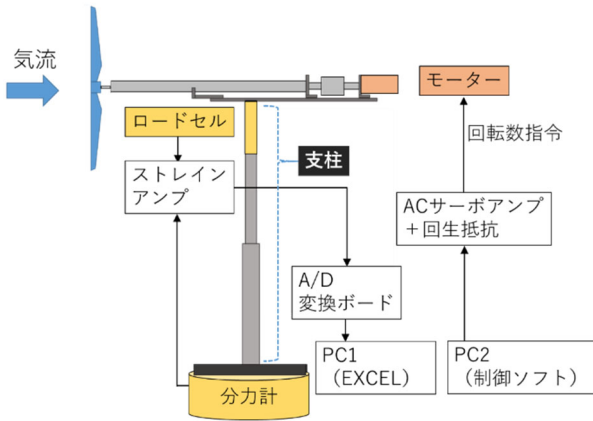 気流
モーター
ロードセル
回転数指令
支柱
ストレイン
アンプ
ACサーボアンプ
+回生抵抗
A/D
変換ボード
PC1
(EXCEL)
PC2
(制御ソフト)
分力計